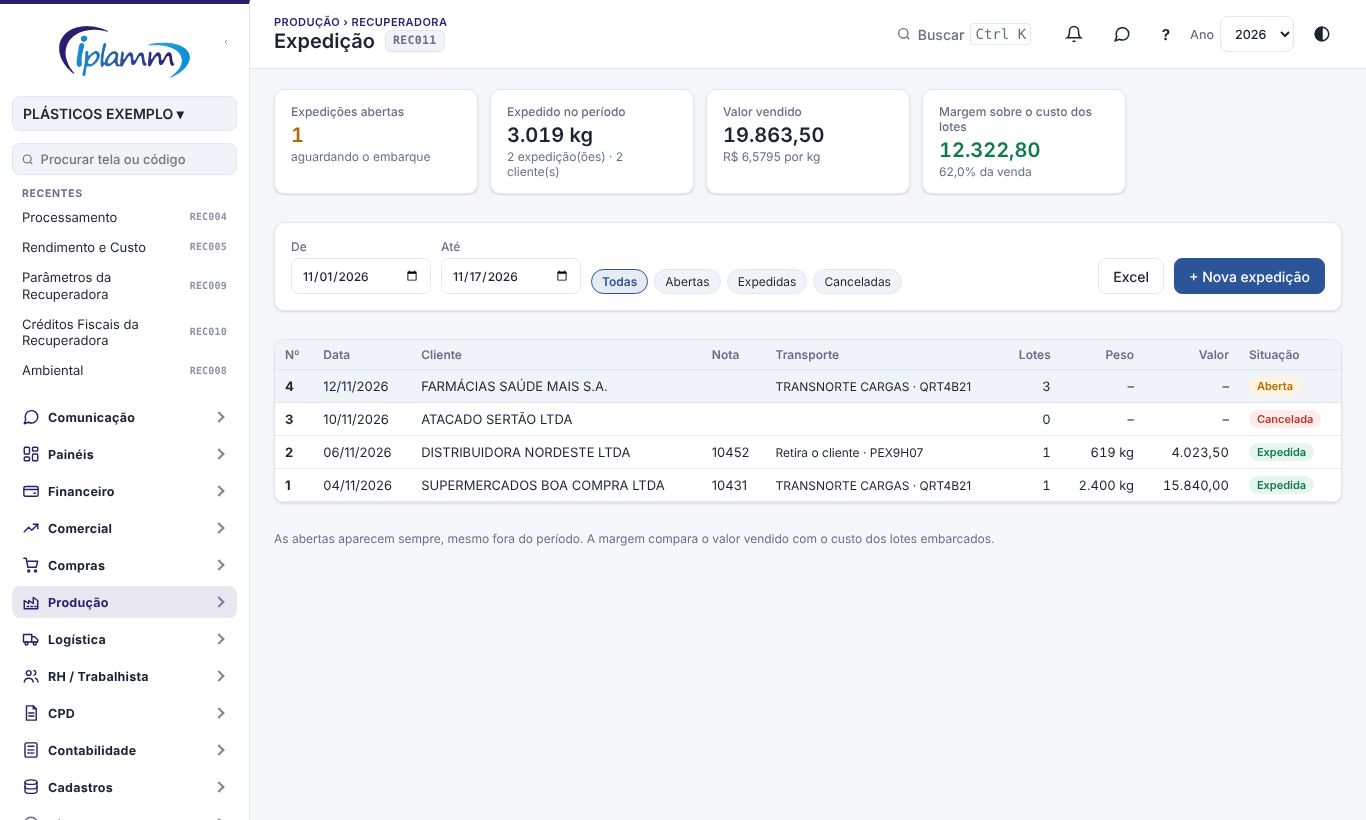 iplamm
‹
PLÁSTICOS EXEMPLO ▾
Procurar tela ou código
RECENTES
Processamento REC004
Rendimento e Custo REC005
Parâmetros da
Recuperadora REC009
Créditos Fiscais da
Recuperadora REC010
Ambiental REC008
Comunicação
Painéis
Financeiro
Comercial
Compras
Produção
Logística
RH / Trabalhista
CPD
Contabilidade
Cadastros
PRODUÇÃO › RECUPERADORA
Expedição REC011
Buscar Ctrl K ? Ano 2026
Expedições abertas
1
aguardando o embarque
Expedido no período
3.019 kg
2 expedição(ões) · 2
cliente(s)
Valor vendido
19.863,50
R$ 6,5795 por kg
Margem sobre o custo dos
lotes
12.322,80
62,0% da venda
De Até
11/01/2026 11/17/2026 Todas Abertas Expedidas Canceladas Excel + Nova expedição
Nº Data Cliente Nota Transporte Lotes Peso Valor Situação
4 12/11/2026 FARMÁCIAS SAÚDE MAIS S.A. TRANSNORTE CARGAS · QRT4B21 3 – – Aberta
3 10/11/2026 ATACADO SERTÃO LTDA 0 – – Cancelada
2 06/11/2026 DISTRIBUIDORA NORDESTE LTDA 10452 Retira o cliente · PEX9H07 1 619 kg 4.023,50 Expedida
1 04/11/2026 SUPERMERCADOS BOA COMPRA LTDA 10431 TRANSNORTE CARGAS · QRT4B21 1 2.400 kg 15.840,00 Expedida
As abertas aparecem sempre, mesmo fora do período. A margem compara o valor vendido com o custo dos lotes embarcados.